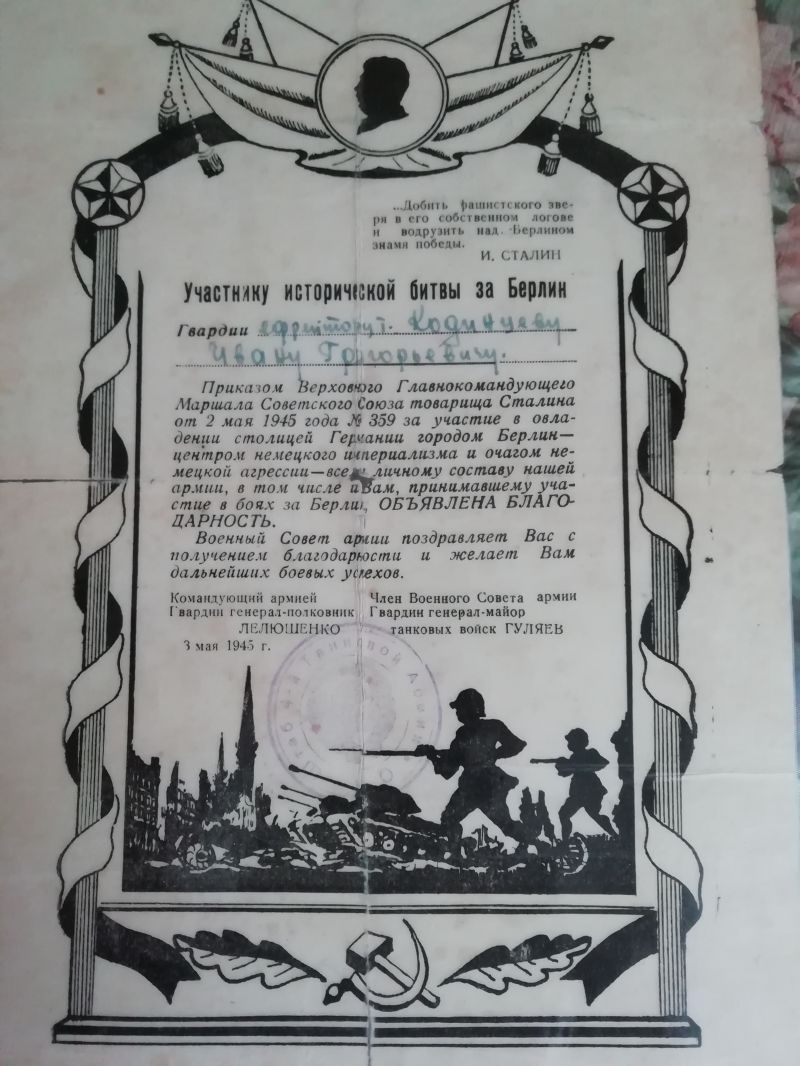 ...Добить фашистского зве-
ря в его собственном логове
и водрузить над Берлином
знамя победы.
И. СТАЛИН
Участнику исторической битвы за Берлин
Гвардии ефрейтору т. Кодинцеву
Ивану Григорьевичу.
Приказом Верховного Главнокомандующего
Маршала Советского Союза товарища Сталина
от 2 мая 1945 года № 359 за участие в овла-
дении столицей Германии городом Берлин—
центром немецкого империализма и очагом не-
мецкой агрессии—всему личному составу нашей
армии, в том числе и Вам, принимавшему уча-
стие в боях за Берлин, ОБЪЯВЛЕНА БЛАГО-
ДАРНОСТЬ.
Военный Совет армии поздравляет Вас с
получением благодарности и желает Вам
дальнейших боевых успехов.
Командующий армией
Гвардии генерал-полковник
ЛЕЛЮШЕНКО
Член Военного Совета армии
Гвардии генерал-майор
танковых войск ГУЛЯЕВ
3 мая 1945 г.
Штаб 4-й танковой армии